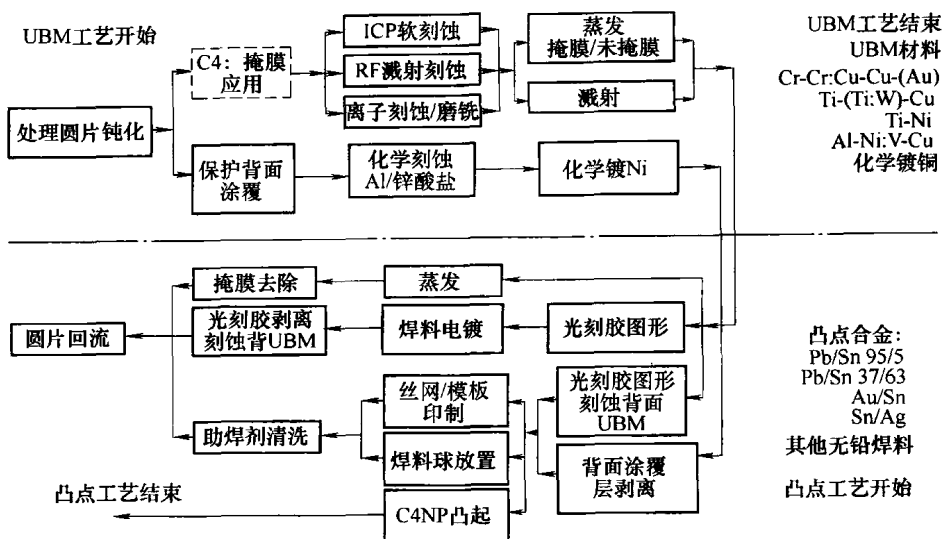 UBM工艺开始
C4：掩膜
应用
ICP软刻蚀
RF溅射刻蚀
离子刻蚀/磨铣
蒸发
掩膜/未掩膜
溅射
处理圆片钝化
保护背面
涂覆
化学刻蚀
Al/锌酸盐
化学镀Ni
UBM工艺结束
UBM材料
Cr-Cr:Cu-Cu-(Au)
Ti-(Ti:W)-Cu
Ti-Ni
Al-Ni:V-Cu
化学镀铜
掩膜去除
蒸发
圆片回流
光刻胶剥离
刻蚀背UBM
焊料电镀
光刻胶图形
丝网/模板
印制
光刻胶图形
刻蚀背面
UBM
助焊剂清洗
焊料球放置
背面涂覆
层剥离
C4NP凸起
凸点工艺结束
凸点合金：
Pb/Sn 95/5
Pb/Sn 37/63
Au/Sn
Sn/Ag
其他无铅焊料
凸点工艺开始